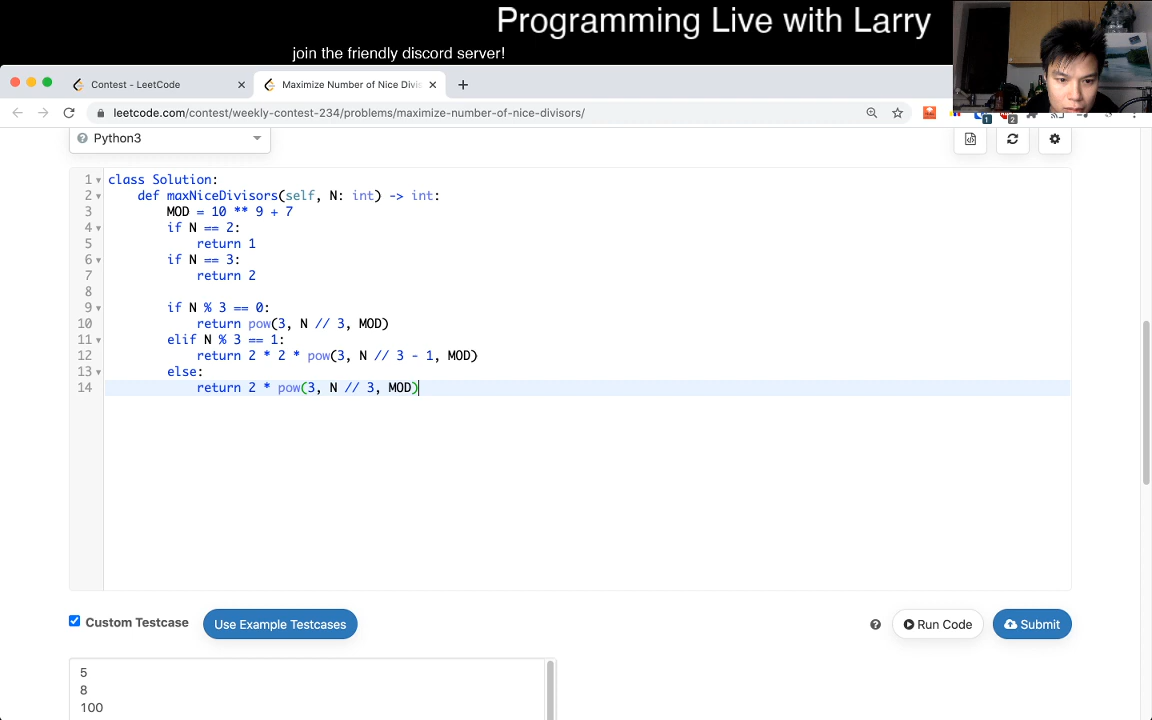 Programming Live with Larry
join the friendly discord server!
Contest - LeetCode
Maximize Number of Nice Divis
leetcode.com/contest/weekly-contest-234/problems/maximize-number-of-nice-divisors/
1
2
Python3
1 class Solution:
2 def maxNiceDivisors(self, N: int) -> int:
3 MOD = 10 ** 9 + 7
4 if N == 2:
5 return 1
6 if N == 3:
7 return 2
8
9 if N % 3 == 0:
10 return pow(3, N // 3, MOD)
11 elif N % 3 == 1:
12 return 2 * 2 * pow(3, N // 3 - 1, MOD)
13 else:
14 return 2 * pow(3, N // 3, MOD)
Custom Testcase
Use Example Testcases
Run Code
Submit
5
8
100